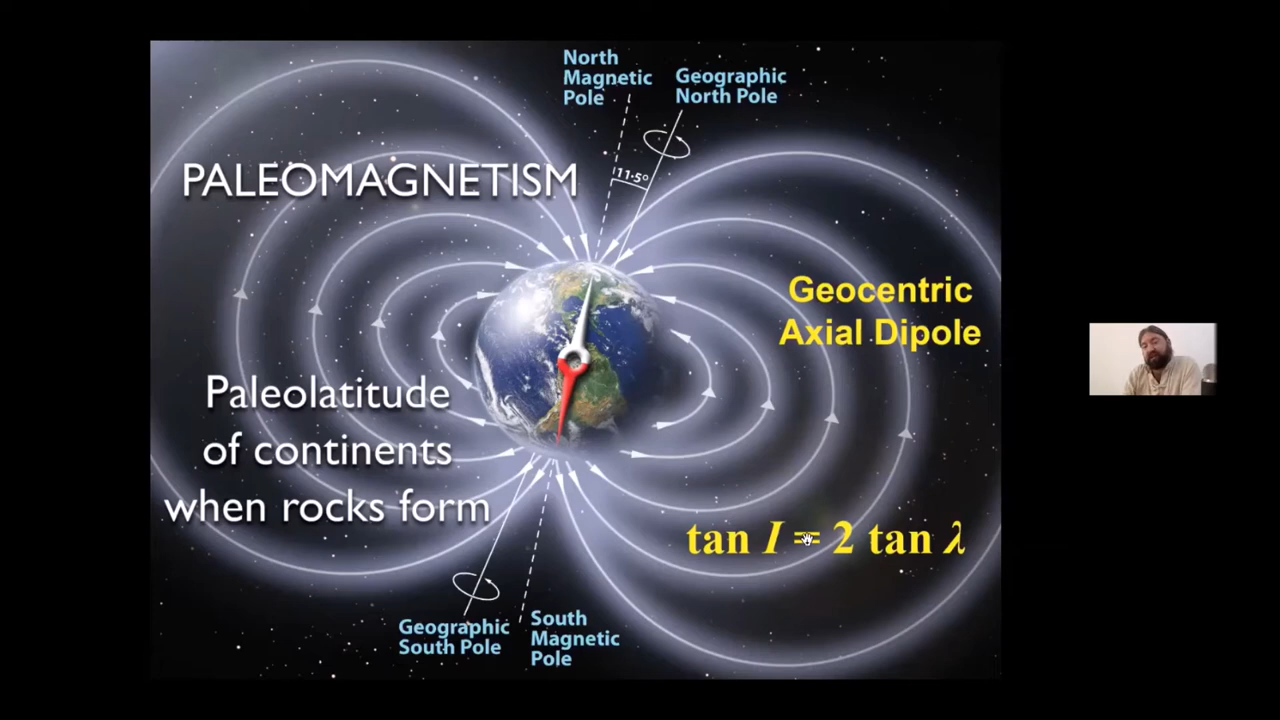 North
Magnetic
Pole
Geographic
North Pole
11·5°
PALEOMAGNETISM
Geocentric
Axial Dipole
Paleolatitude
of continents
when rocks form
tan I = 2 tan λ
Geographic
South Pole
South
Magnetic
Pole